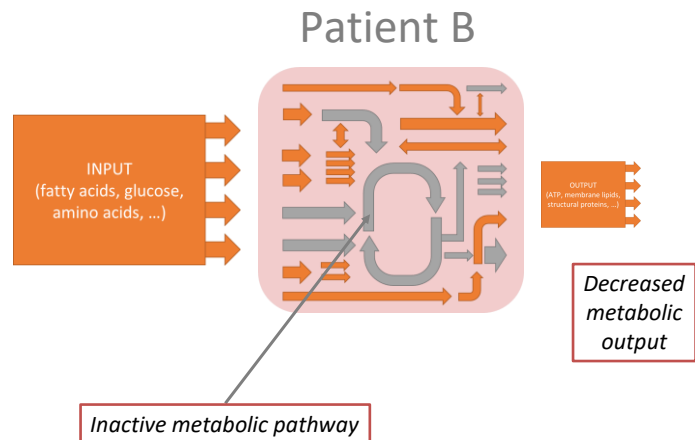 Patient B
INPUT
(fatty acids, glucose,
amino acids, ...)
OUTPUT
(ATP, membrane lipids,
structural proteins, ...)
Decreased
metabolic
output
Inactive metabolic pathway